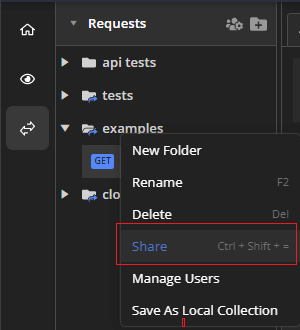 Requests
api tests
tests
examples
GET
clo
New Folder
Rename F2
Delete Del
Share Ctrl + Shift + =
Manage Users
Save As Local Collection